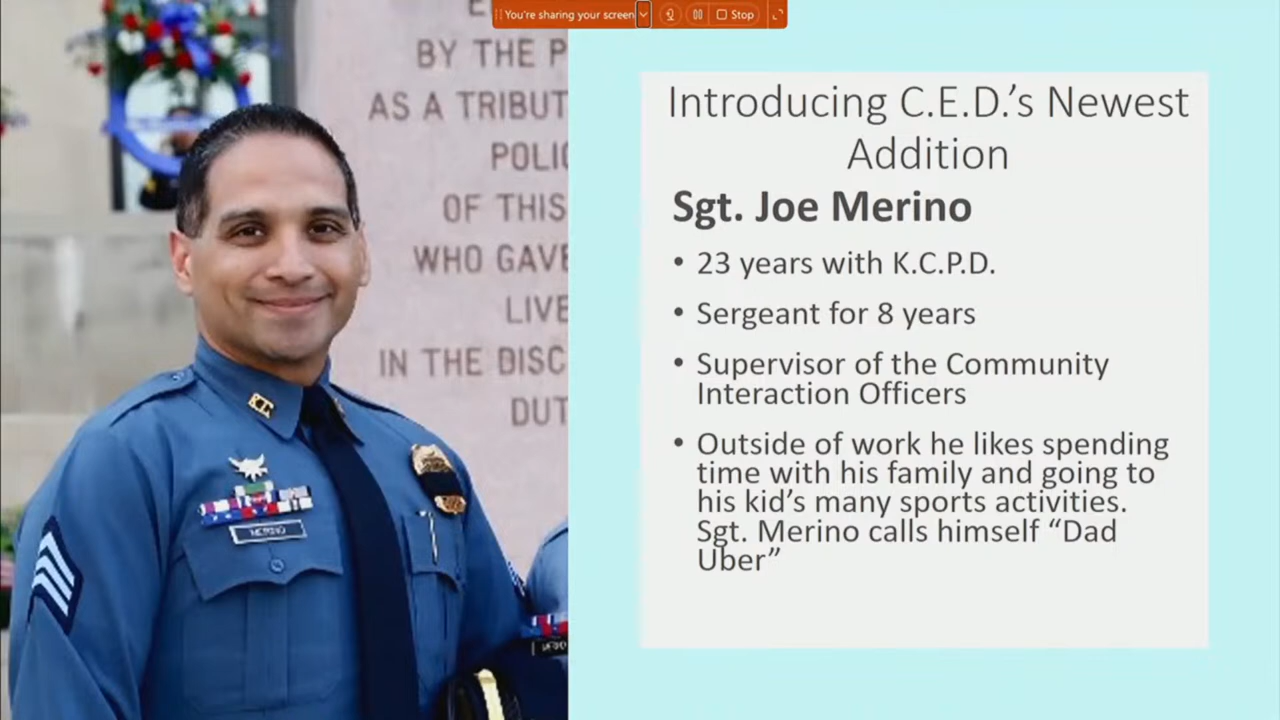 You're sharing your screen
Stop
BY THE P
AS A TRIBUT
POLIC
OF THIS
WHO GAVE
LIVE
IN THE DISC
DUT
MERINO
Introducing C.E.D.'s Newest
Addition
Sgt. Joe Merino
• 23 years with K.C.P.D.
• Sergeant for 8 years
• Supervisor of the Community
Interaction Officers
• Outside of work he likes spending
time with his family and going to
his kid's many sports activities.
Sgt. Merino calls himself “Dad
Uber”